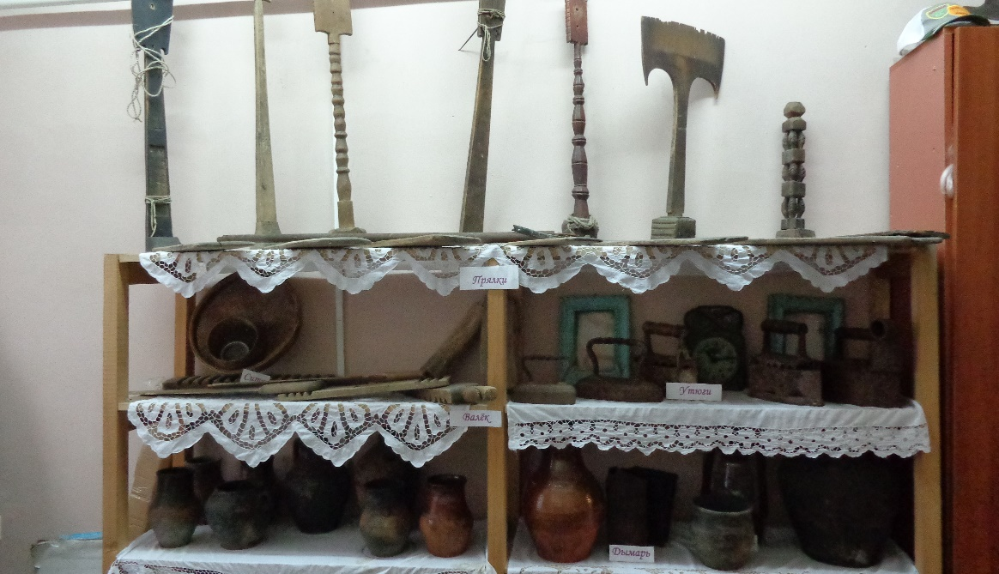 Прялки
Утюги
Валёк
Дымарь